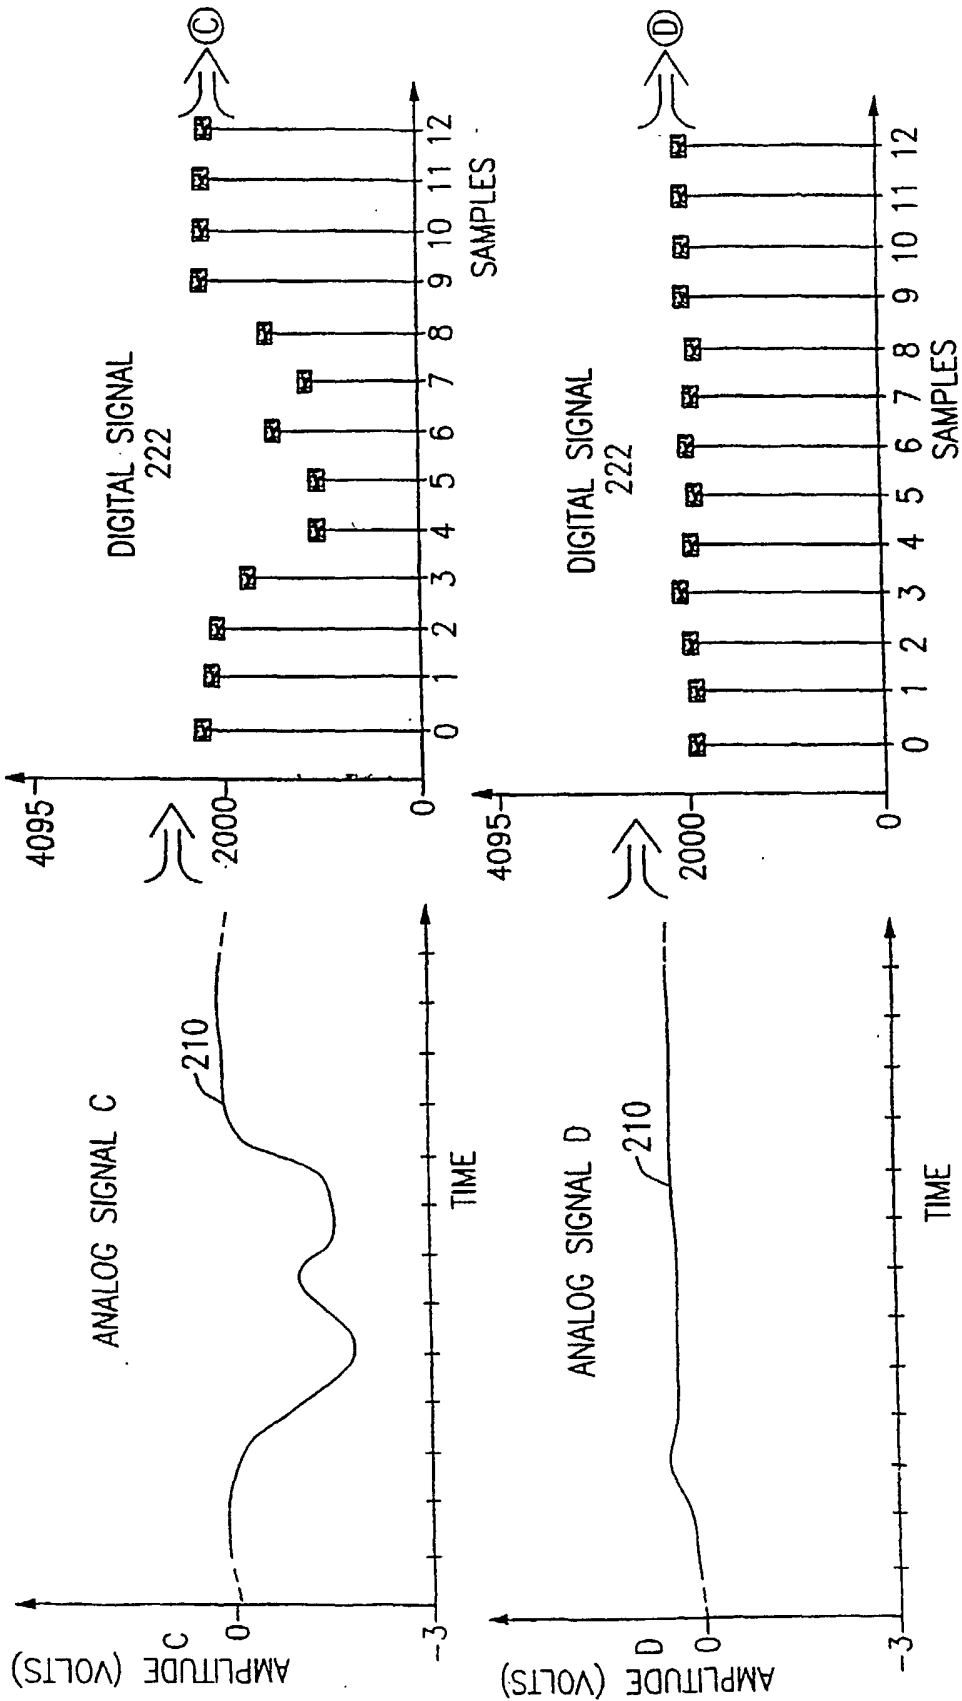 ANALOG SIGNAL C
AMPLITUDE (VOLTS)
C
0
-3
210
TIME
DIGITAL SIGNAL
222
4095
2000
0
0 1 2 3 4 5 6 7 8 9 10 11 12
SAMPLES
C
ANALOG SIGNAL D
AMPLITUDE (VOLTS)
D
0
-3
210
TIME
DIGITAL SIGNAL
222
4095
2000
0
0 1 2 3 4 5 6 7 8 9 10 11 12
SAMPLES
D